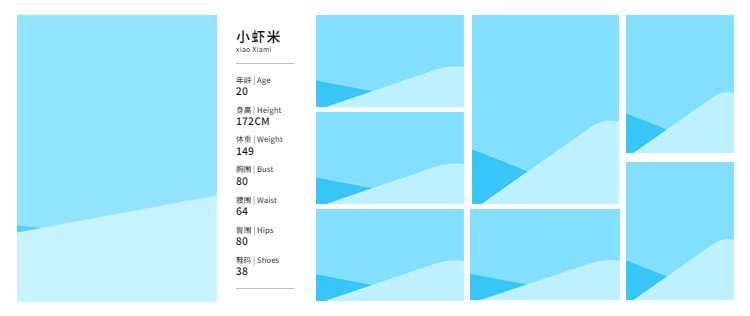 小虾米
xiao Xiami
年龄 | Age
20
身高 | Height
172CM
体重 | Weight
149
胸围 | Bust
80
腰围 | Waist
64
臀围 | Hips
80
鞋码 | Shoes
38